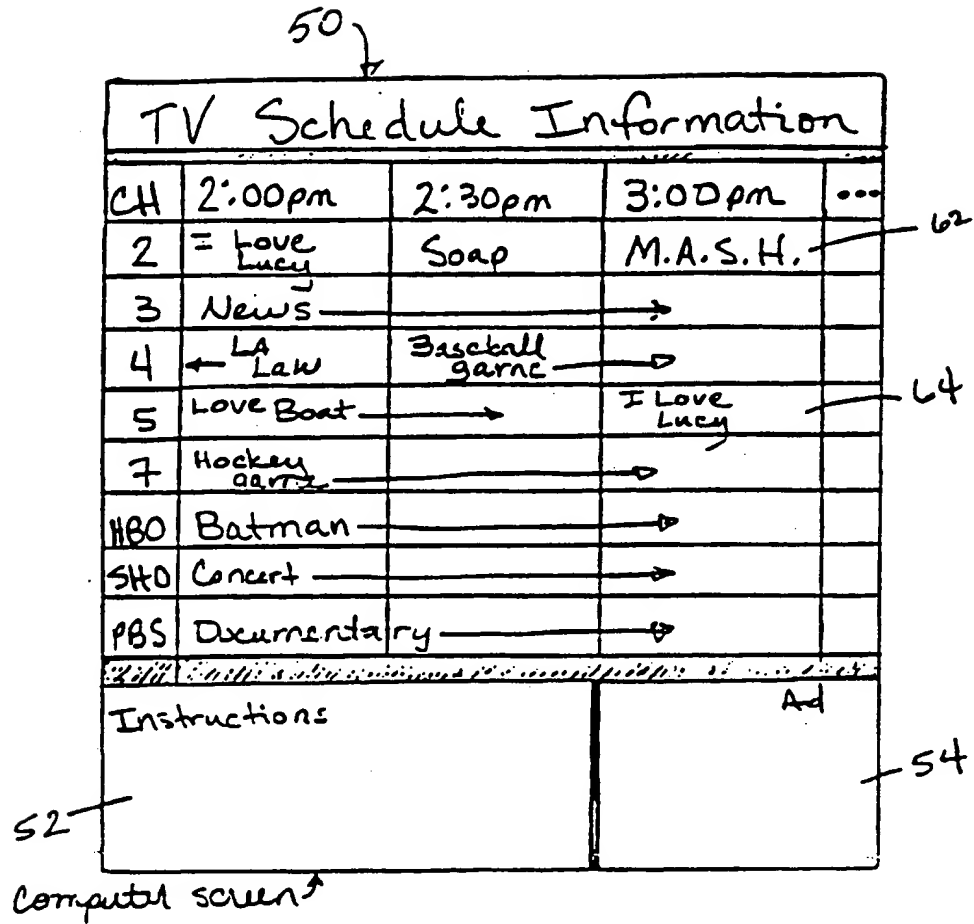 50
TV Schedule Information
CH 2:00pm 2:30pm 3:00pm ...
62
2 I Love Lucy Soap M.A.S.H.
3 News
4 LA Law Baseball game
64
5 Love Boat I Love Lucy
7 Hockey game
HBO Batman
SHO Concert
PBS Documentary
Instructions Ad
54
52
Computer screen